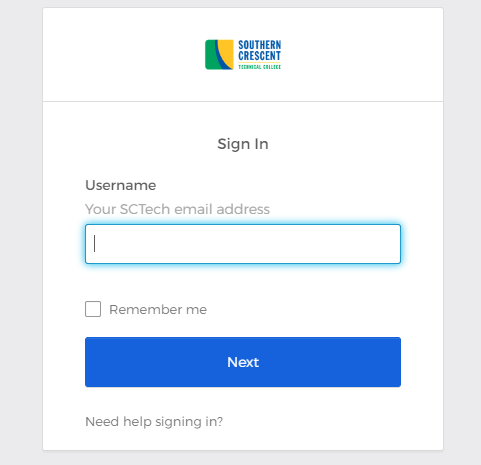 SOUTHERN
CRESCENT
TECHNICAL COLLEGE
Sign In
Username
Your SCTech email address
Remember me
Next
Need help signing in?